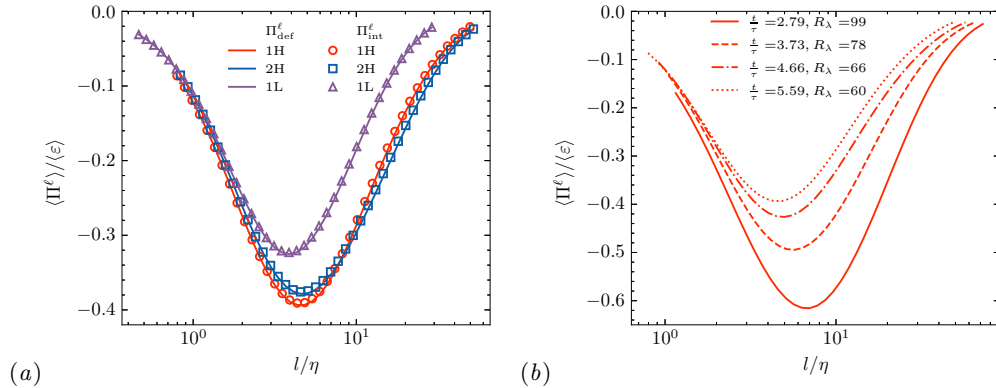 Π^ℓ_def Π^ℓ_int
1H 1H
2H 2H
1L 1L
0.0
−0.1
−0.2
−0.3
−0.4
⟨Π^ℓ⟩/⟨ε⟩
10^0 10^1
l/η
(a)
t/τ =2.79, R_λ =99
t/τ =3.73, R_λ =78
t/τ =4.66, R_λ =66
t/τ =5.59, R_λ =60
0.0
−0.1
−0.2
−0.3
−0.4
−0.5
−0.6
⟨Π^ℓ⟩/⟨ε⟩
10^0 10^1
l/η
(b)